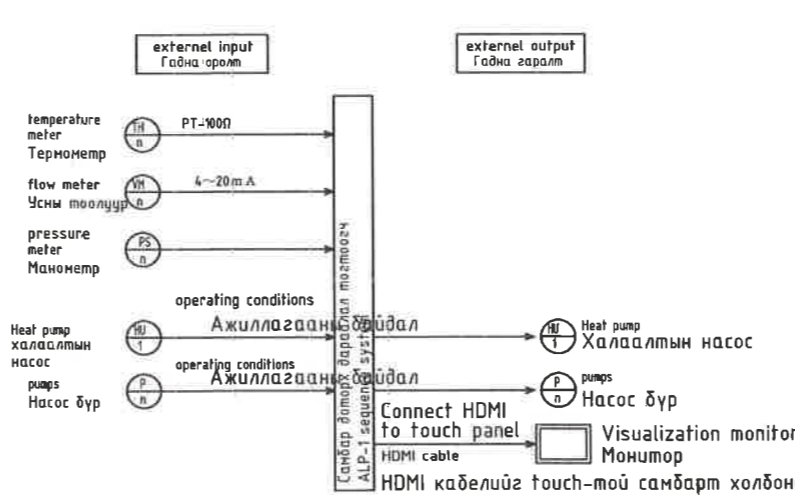 externel input
Гадна оролт
externel output
Гадна гаралт
temperature
meter
Термометр
TH
n
PT-100Ω
flow meter
Усны тоолуур
VM
n
4~20mA
pressure
meter
Манометр
PS
n
Heat pump
халаалтын
насос
HU
1
operating conditions
Ажиллагааны байдал
pumps
Насос бүр
P
n
operating conditions
Ажиллагааны байдал
Самбар доторх дараалал тогтоогч
ALP-1 sequence system
HU
1
Heat pump
Халаалтын насос
P
n
pumps
Насос бүр
Connect HDMI
to touch panel
HDMI cable
Visualization monitor
Монитор
HDMI кабелийг touch-той самбарт холбон